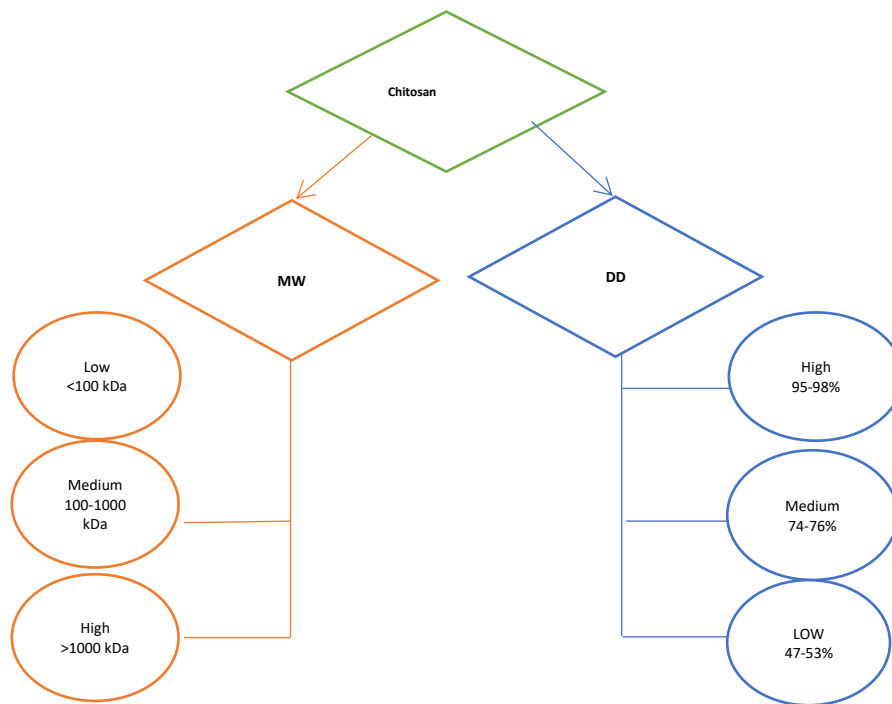 Chitosan
MW
DD
Low
<100 kDa
High
95-98%
Medium
100-1000
kDa
Medium
74-76%
High
>1000 kDa
LOW
47-53%